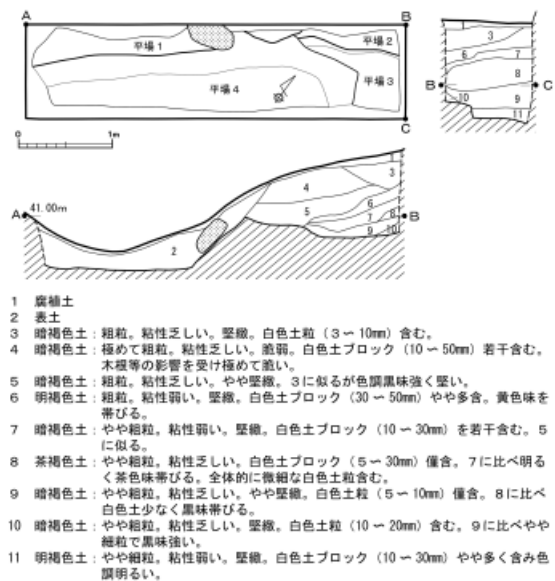 A
B
平場1
平場2
平場3
平場4
C
0
1m
1
3
6
7
8
B
C
10
9
11
A
41.00m
1
3
4
5
6
7
8
B
9
10
2
1 腐植土
2 表土
3 暗褐色土：粗粒。粘性乏しい。堅緻。白色土粒（3〜10mm）含む。
4 暗褐色土：極めて粗粒。粘性乏しい。脆弱。白色土ブロック（10〜50mm）若干含む。
木根等の影響を受け極めて脆い。
5 暗褐色土：粗粒。粘性乏しい。やや堅緻。3に似るが色調黒味強く堅い。
6 明褐色土：粗粒。粘性弱い。堅緻。白色土ブロック（30〜50mm）やや多含。黄色味を
帯びる。
7 暗褐色土：やや粗粒。粘性弱い。堅緻。白色土ブロック（10〜30mm）を若干含む。5
に似る。
8 茶褐色土：やや粗粒。粘性乏しい。白色土ブロック（5〜30mm）僅含。7に比べ明る
く茶色味帯びる。全体的に微細な白色土粒含む。
9 暗褐色土：やや粗粒。粘性乏しい。やや堅緻。白色土粒（5〜10mm）僅含。8に比べ
白色土少なく黒味帯びる。
10 暗褐色土：やや粗粒。粘性乏しい。堅緻。白色土粒（10〜20mm）含む。9に比べやや
細粒で黒味強い。
11 明褐色土：やや細粒。粘性弱い。堅緻。白色土ブロック（10〜30mm）やや多く含み色
調明るい。